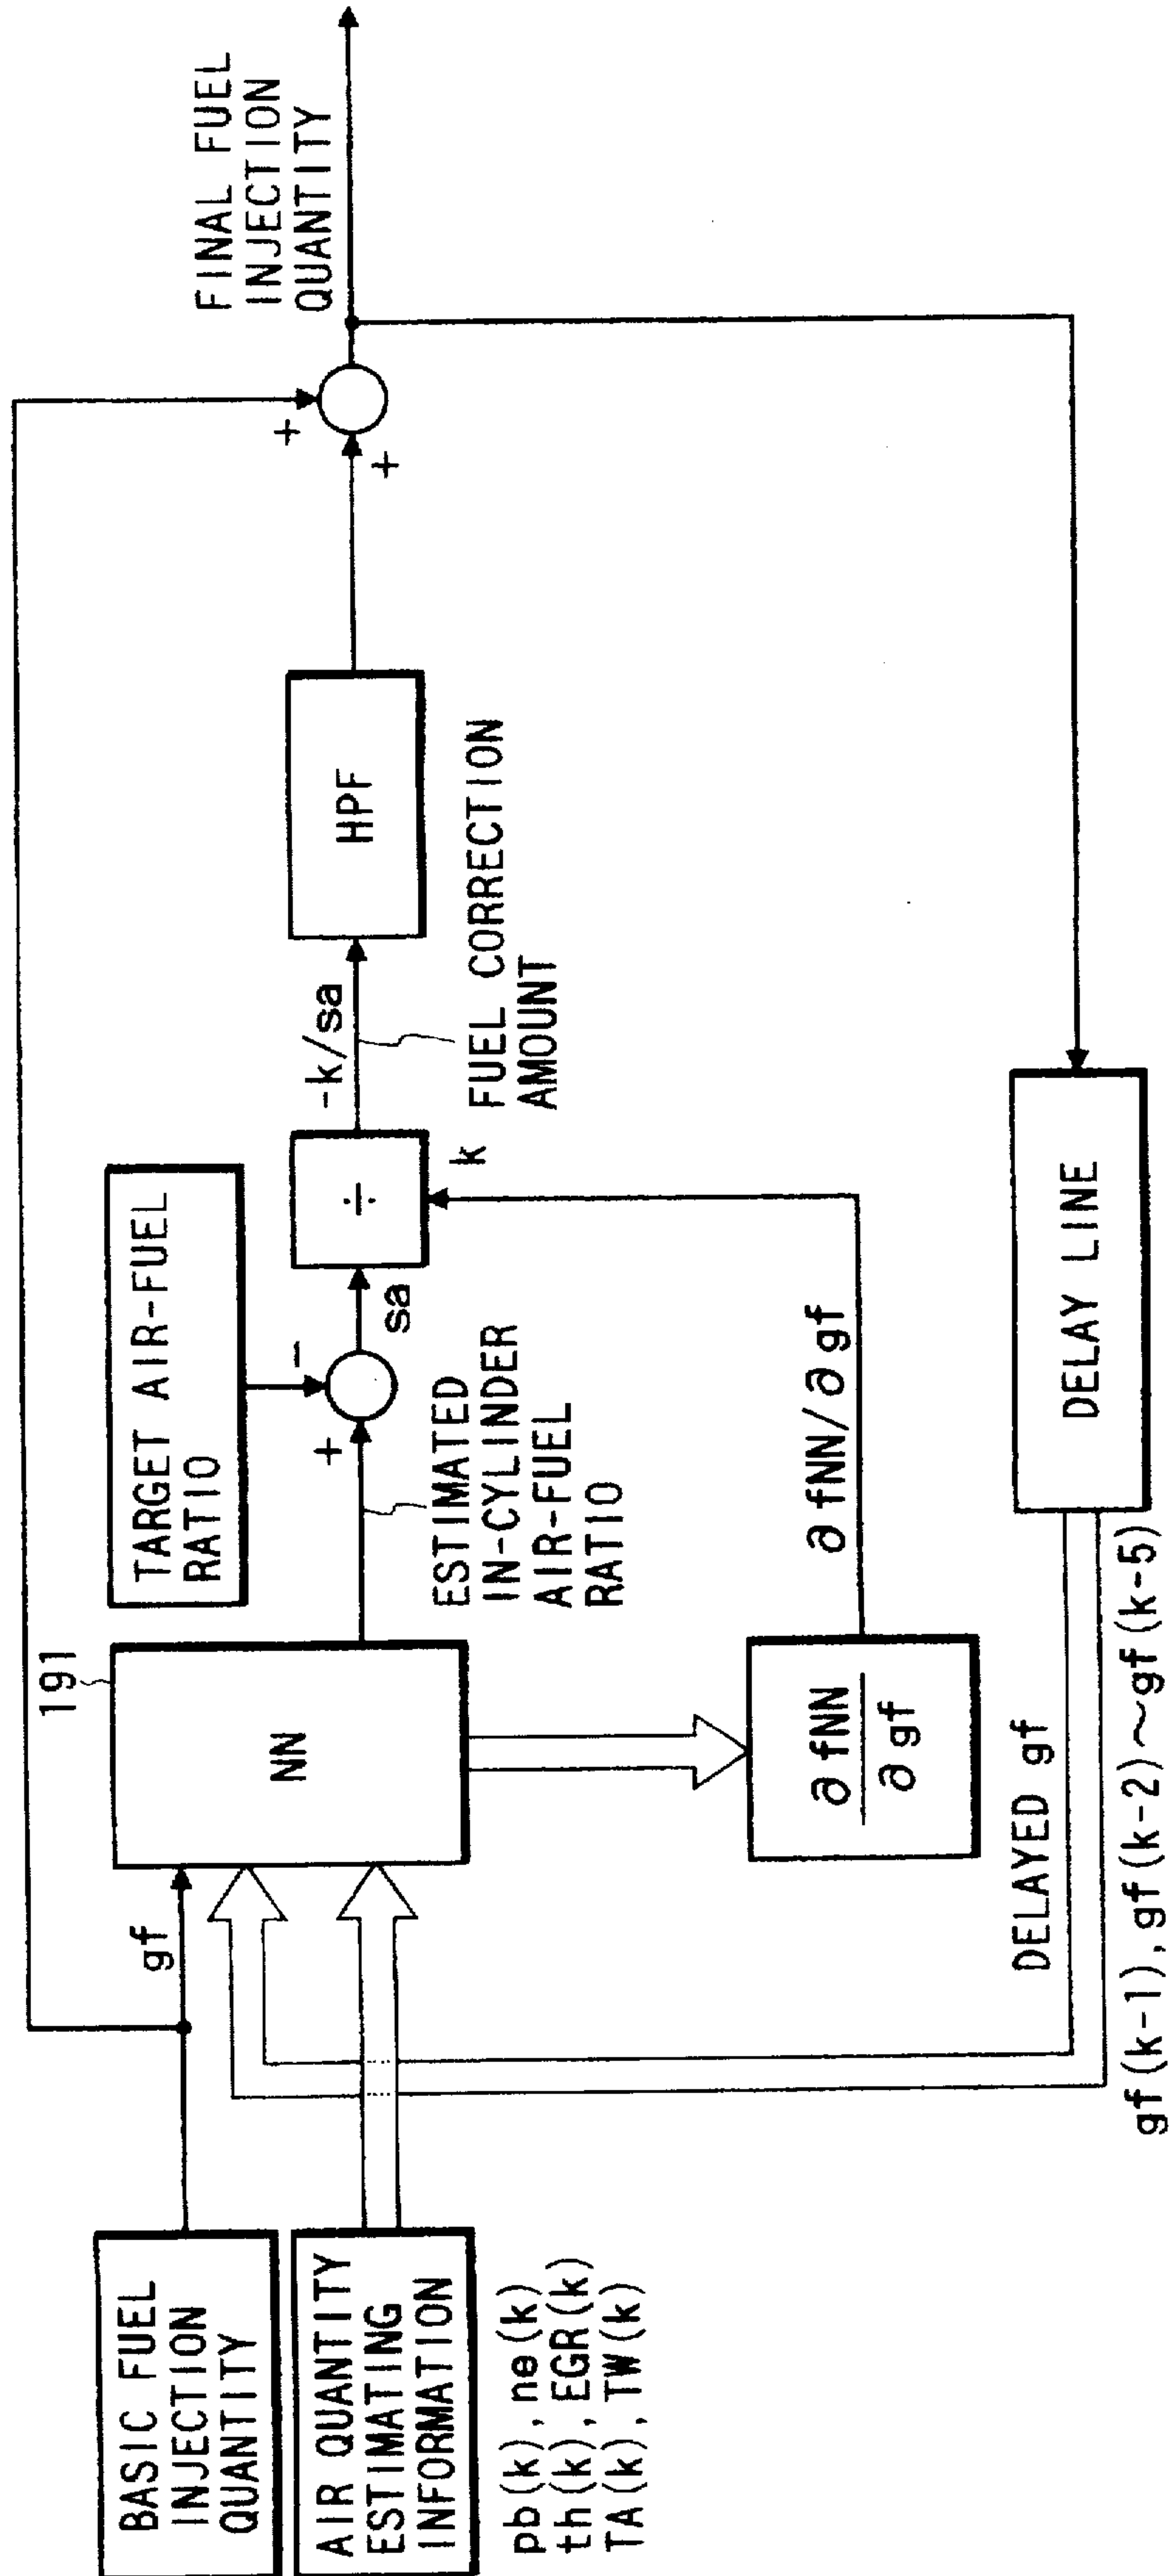 BASIC FUEL
INJECTION
QUANTITY
AIR QUANTITY
ESTIMATING
INFORMATION
pb(k),ne(k)
th(k),EGR(k)
TA(k),TW(k)
gf
191
NN
TARGET AIR-FUEL
RATIO
+
−
ESTIMATED
IN-CYLINDER
AIR-FUEL
RATIO
sa
÷
k
-k/sa
FUEL CORRECTION
AMOUNT
HPF
+
+
FINAL FUEL
INJECTION
QUANTITY
∂fNN
∂gf
∂fNN/∂gf
DELAY LINE
DELAYED gf
gf(k-1),gf(k-2)~gf(k-5)